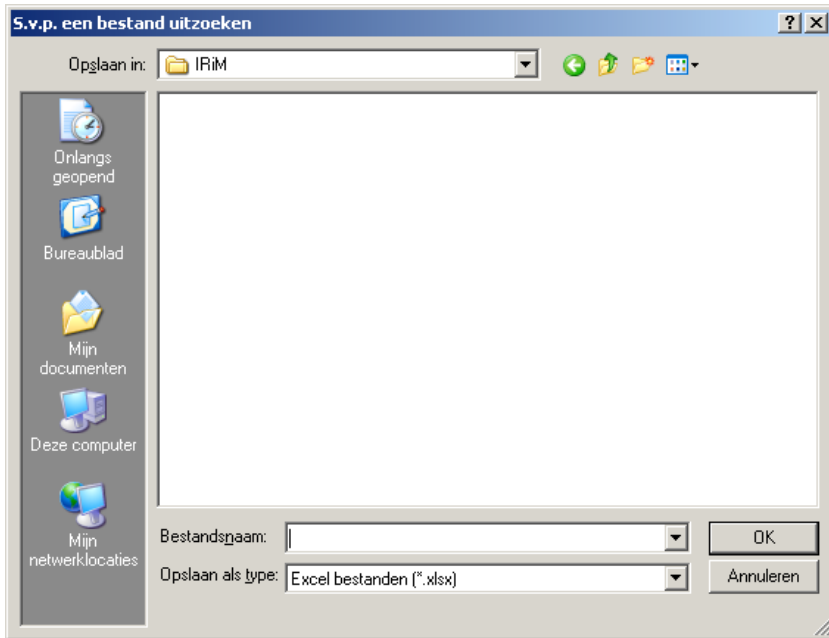 S.v.p. een bestand uitzoeken
Opslaan in: IRiM
Onlangs
geopend
Bureaublad
Mijn
documenten
Deze computer
Mijn
netwerklocaties
Bestandsnaam:
OK
Opslaan als type: Excel bestanden (*.xlsx)
Annuleren